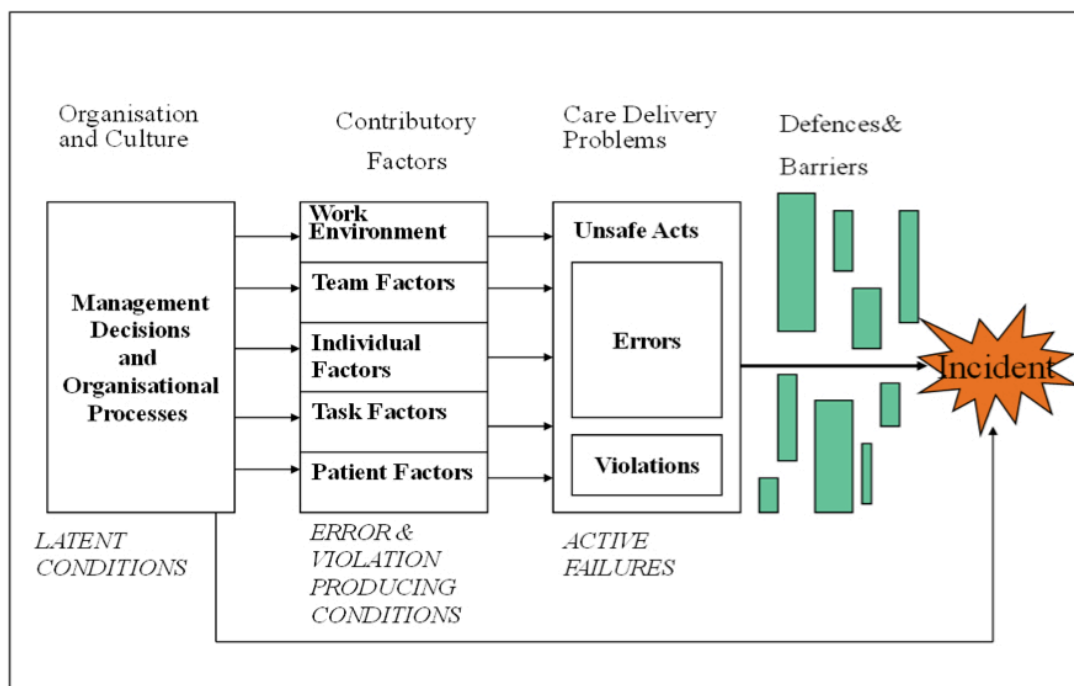 Organisation
and Culture
Contributory
Factors
Care Delivery
Problems
Defences&
Barriers
Management
Decisions
and
Organisational
Processes
Work
Environment
Team Factors
Individual
Factors
Task Factors
Patient Factors
Unsafe Acts
Errors
Violations
Incident
LATENT
CONDITIONS
ERROR &
VIOLATION
PRODUCING
CONDITIONS
ACTIVE
FAILURES